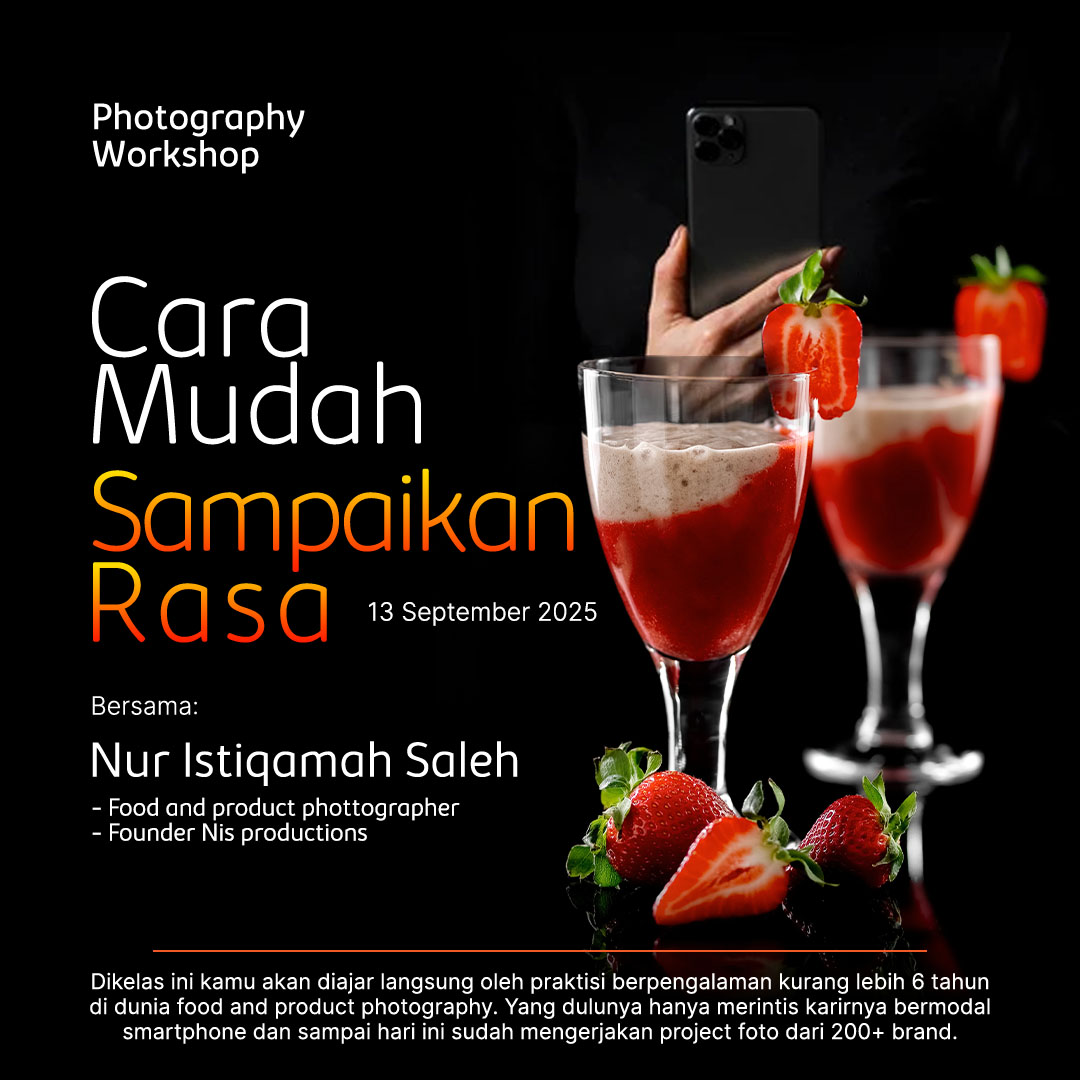 Photography
Workshop
Cara
Mudah
Sampaikan
Rasa
13 September 2025
Bersama:
Nur Istiqamah Saleh
- Food and product phottographer
- Founder Nis productions
Dikelas ini kamu akan diajar langsung oleh praktisi berpengalaman kurang lebih 6 tahun
di dunia food and product photography. Yang dulunya hanya merintis karirnya bermodal
smartphone dan sampai hari ini sudah mengerjakan project foto dari 200+ brand.